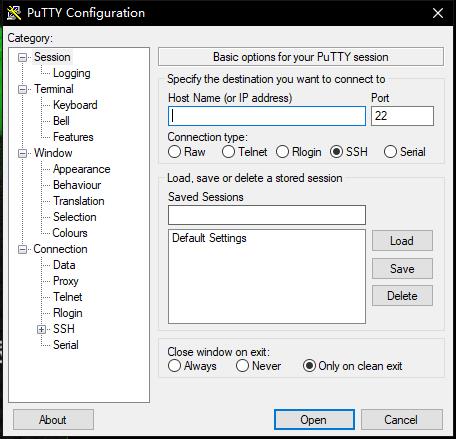 PuTTY Configuration
Category:
Session
Logging
Terminal
Keyboard
Bell
Features
Window
Appearance
Behaviour
Translation
Selection
Colours
Connection
Data
Proxy
Telnet
Rlogin
SSH
Serial
Basic options for your PuTTY session
Specify the destination you want to connect to
Host Name (or IP address) Port
22
Connection type:
Raw Telnet Rlogin SSH Serial
Load, save or delete a stored session
Saved Sessions
Default Settings
Load
Save
Delete
Close window on exit:
Always Never Only on clean exit
About Open Cancel